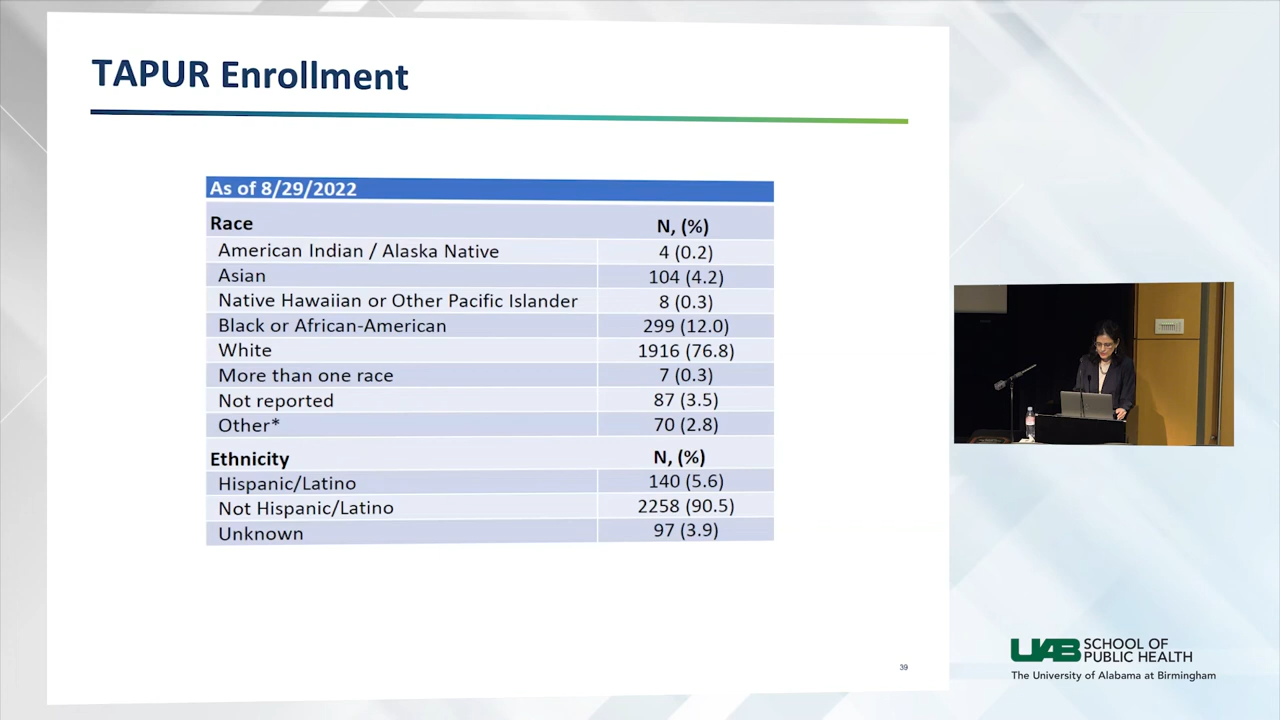 TAPUR Enrollment
As of 8/29/2022
Race N, (%)
American Indian / Alaska Native 4 (0.2)
Asian 104 (4.2)
Native Hawaiian or Other Pacific Islander 8 (0.3)
Black or African-American 299 (12.0)
White 1916 (76.8)
More than one race 7 (0.3)
Not reported 87 (3.5)
Other* 70 (2.8)
Ethnicity N, (%)
Hispanic/Latino 140 (5.6)
Not Hispanic/Latino 2258 (90.5)
Unknown 97 (3.9)
39
UAB SCHOOL OF
PUBLIC HEALTH
The University of Alabama at Birmingham